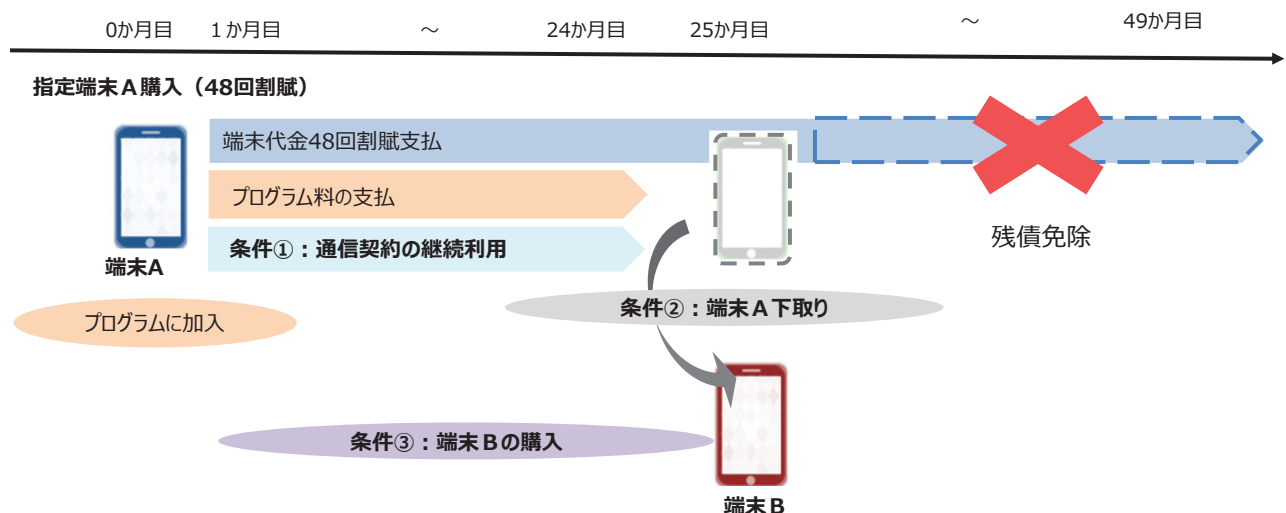 0か月目 1か月目 ～ 24か月目 25か月目 ～ 49か月目
指定端末A購入（48回割賦）
端末代金48回割賦支払
プログラム料の支払
条件①：通信契約の継続利用
残債免除
端末A
条件②：端末A下取り
プログラムに加入
条件③：端末Bの購入
端末B